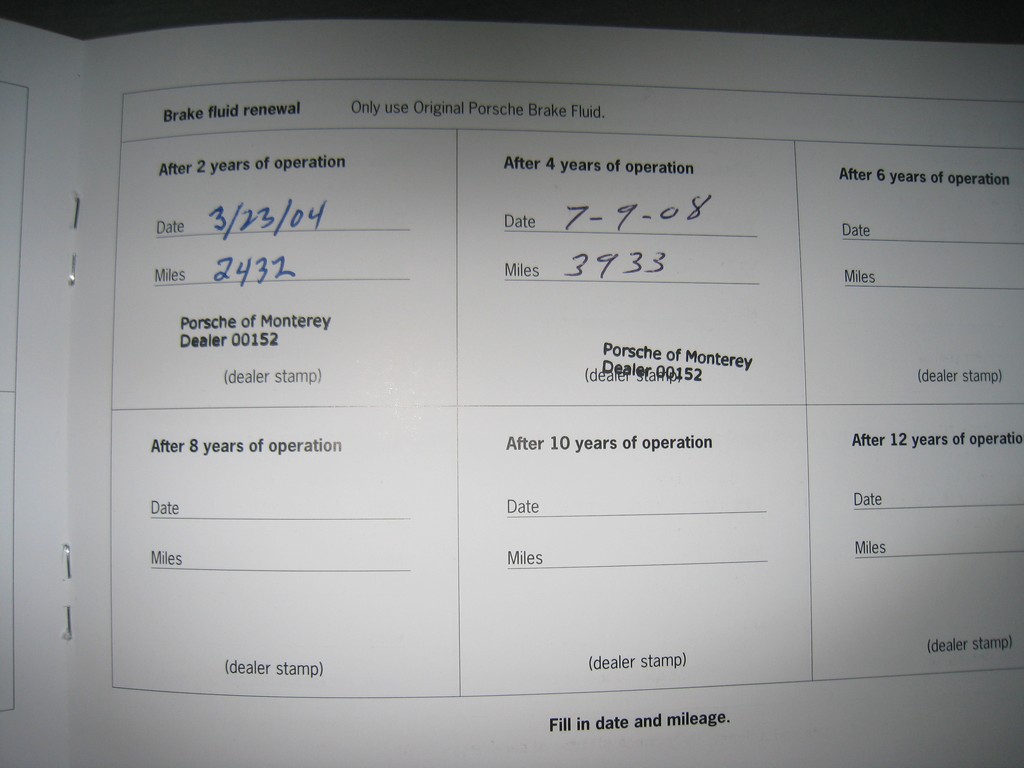 Brake fluid renewal Only use Original Porsche Brake Fluid.
After 2 years of operation
Date 3/23/04
Miles 2432
Porsche of Monterey
Dealer 00152
(dealer stamp)
After 4 years of operation
Date 7-9-08
Miles 3933
Porsche of Monterey
Dealer 00152
(dealer stamp)
After 6 years of operation
Date
Miles
(dealer stamp)
After 8 years of operation
Date
Miles
(dealer stamp)
After 10 years of operation
Date
Miles
(dealer stamp)
After 12 years of operatio
Date
Miles
(dealer stamp)
Fill in date and mileage.